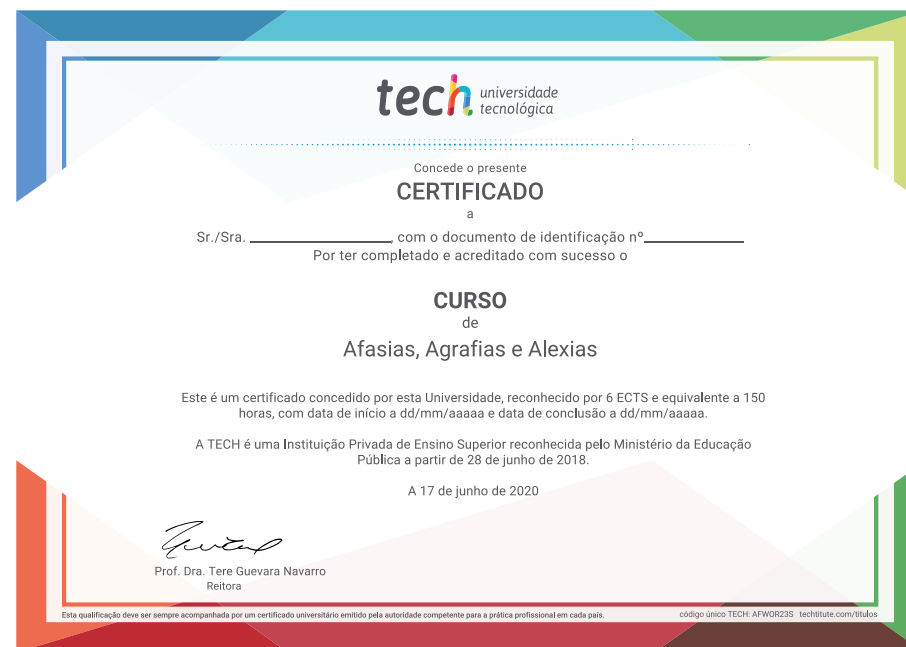 tech universidade
tecnológica
Concede o presente
CERTIFICADO
a
Sr./Sra. ________________, com o documento de identificação nº____________
Por ter completado e acreditado com sucesso o
CURSO
de
Afasias, Agrafias e Alexias
Este é um certificado concedido por esta Universidade, reconhecido por 6 ECTS e equivalente a 150
horas, com data de início a dd/mm/aaaaa e data de conclusão a dd/mm/aaaaa.
A TECH é uma Instituição Privada de Ensino Superior reconhecida pelo Ministério da Educação
Pública a partir de 28 de junho de 2018.
A 17 de junho de 2020
Prof. Dra. Tere Guevara Navarro
Reitora
Esta qualificação deve ser sempre acompanhada por um certificado universitário emitido pela autoridade competente para a prática profissional em cada país.
código único TECH: AFWOR23S techtitute.com/titulos